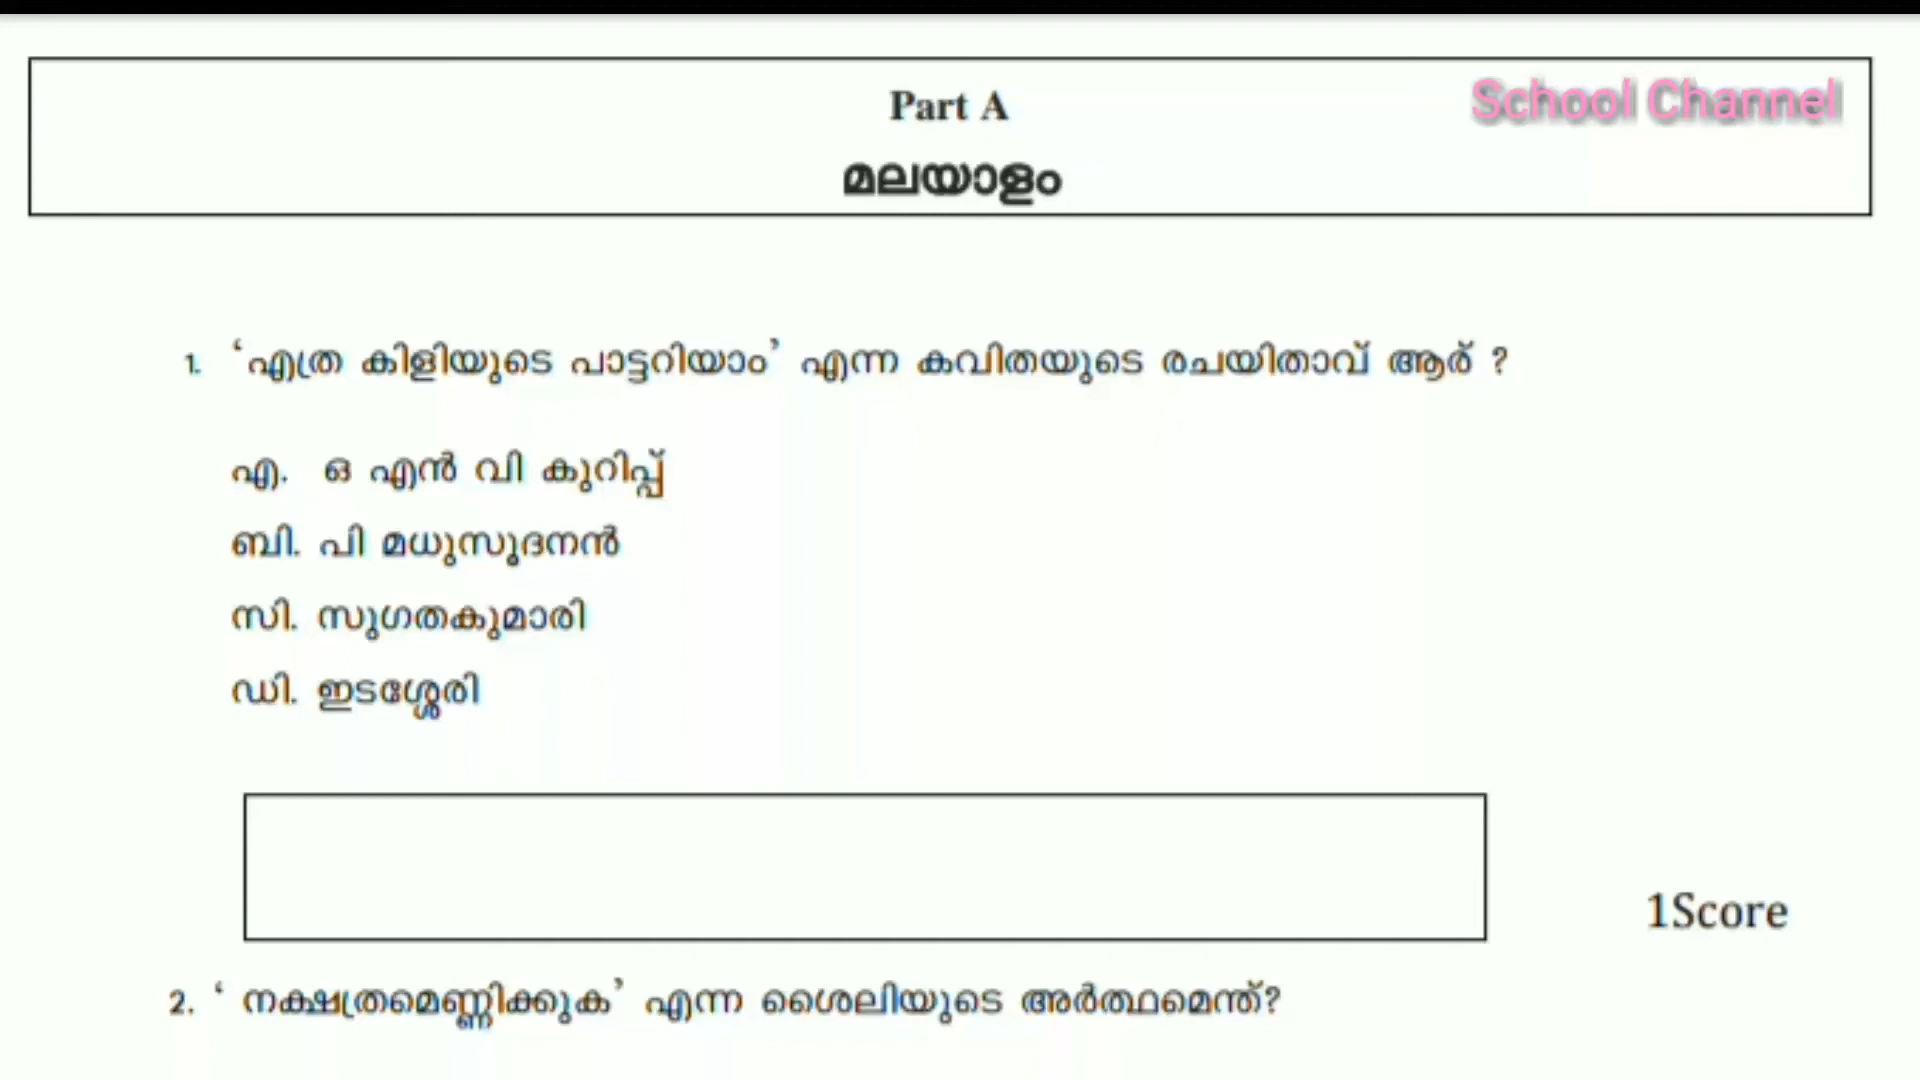 Part A
School Channel
മലയാളം
1. ‘എത്ര കിളിയുടെ പാട്ടറിയാം’ എന്ന കവിതയുടെ രചയിതാവ് ആര് ?
എ. ഒ എൻ വി കുറിപ്പ്
ബി. പി മധുസൂദനൻ
സി. സുഗതകുമാരി
ഡി. ഇടശ്ശേരി
1Score
2. ‘ നക്ഷത്രമെണ്ണിക്കുക’ എന്ന ശൈലിയുടെ അർത്ഥമെന്ത്?